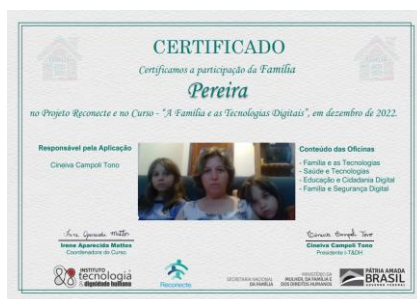 CERTIFICADO
Certificamos a participação da Família
Pereira
no Projeto Reconecte e no Curso - "A Família e as Tecnologias Digitais", em dezembro de 2022.
Responsável pela Aplicação
Cineiva Campoli Tono
Conteúdo das Oficinas
- Família e as Tecnologias
- Saúde e Tecnologias
- Educação e Cidadania Digital
- Família e Segurança Digital
Irene Aparecida Mattos
Coordenadora do Curso
Cineiva Campoli Tono
Presidente I-T&DH
INSTITUTO
tecnologia
& dignidade humana
Reconecte
SECRETARIA NACIONAL
DA FAMÍLIA
MINISTÉRIO DA
MULHER, DA FAMÍLIA E
DOS DIREITOS HUMANOS
PÁTRIA AMADA
BRASIL
GOVERNO FEDERAL